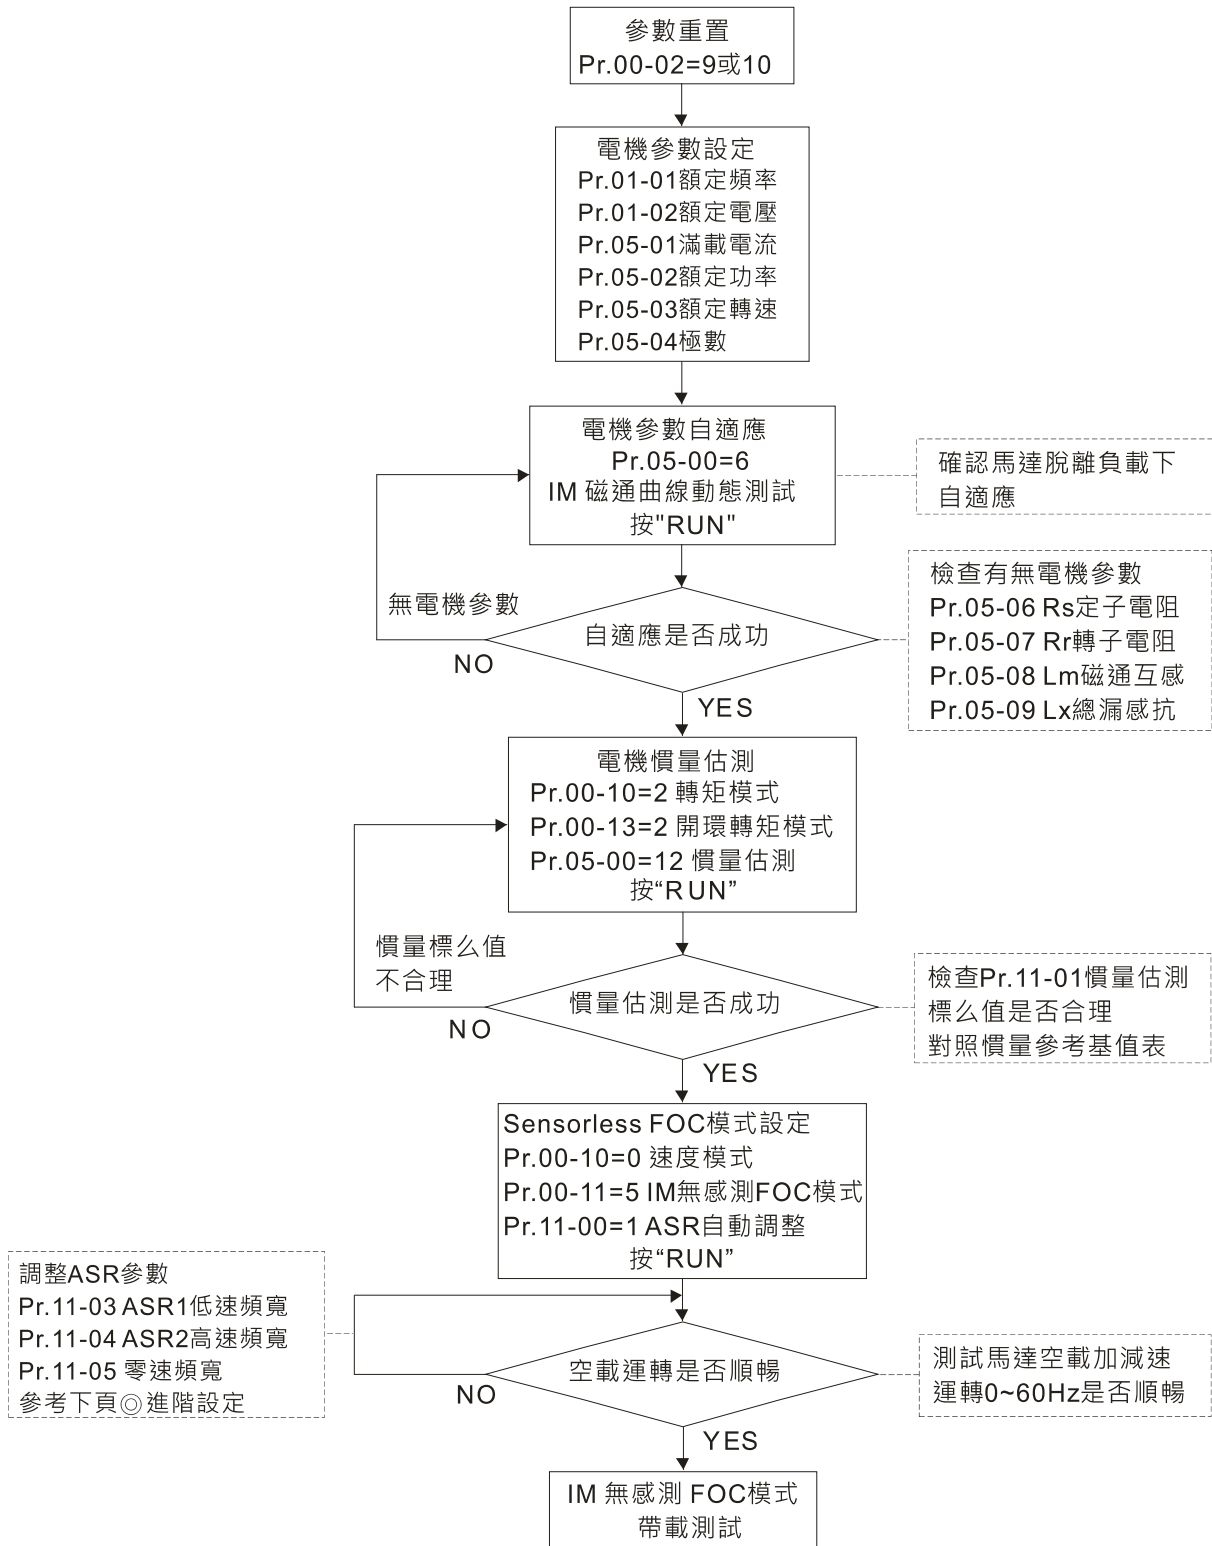 參數重置
Pr.00-02=9或10
電機參數設定
Pr.01-01額定頻率
Pr.01-02額定電壓
Pr.05-01滿載電流
Pr.05-02額定功率
Pr.05-03額定轉速
Pr.05-04極數
電機參數自適應
Pr.05-00=6
IM 磁通曲線動態測試
按"RUN"
確認馬達脫離負載下
自適應
無電機參數
NO
自適應是否成功
YES
檢查有無電機參數
Pr.05-06 Rs定子電阻
Pr.05-07 Rr轉子電阻
Pr.05-08 Lm磁通互感
Pr.05-09 Lx總漏感抗
電機慣量估測
Pr.00-10=2 轉矩模式
Pr.00-13=2 開環轉矩模式
Pr.05-00=12 慣量估測
按“RUN”
慣量標么值
不合理
NO
慣量估測是否成功
YES
檢查Pr.11-01慣量估測
標么值是否合理
對照慣量參考基值表
Sensorless FOC模式設定
Pr.00-10=0 速度模式
Pr.00-11=5 IM無感測FOC模式
Pr.11-00=1 ASR自動調整
按“RUN”
調整ASR參數
Pr.11-03 ASR1低速頻寬
Pr.11-04 ASR2高速頻寬
Pr.11-05 零速頻寬
參考下頁◎進階設定
NO
空載運轉是否順暢
YES
測試馬達空載加減速
運轉0~60Hz是否順暢
IM 無感測 FOC模式
帶載測試